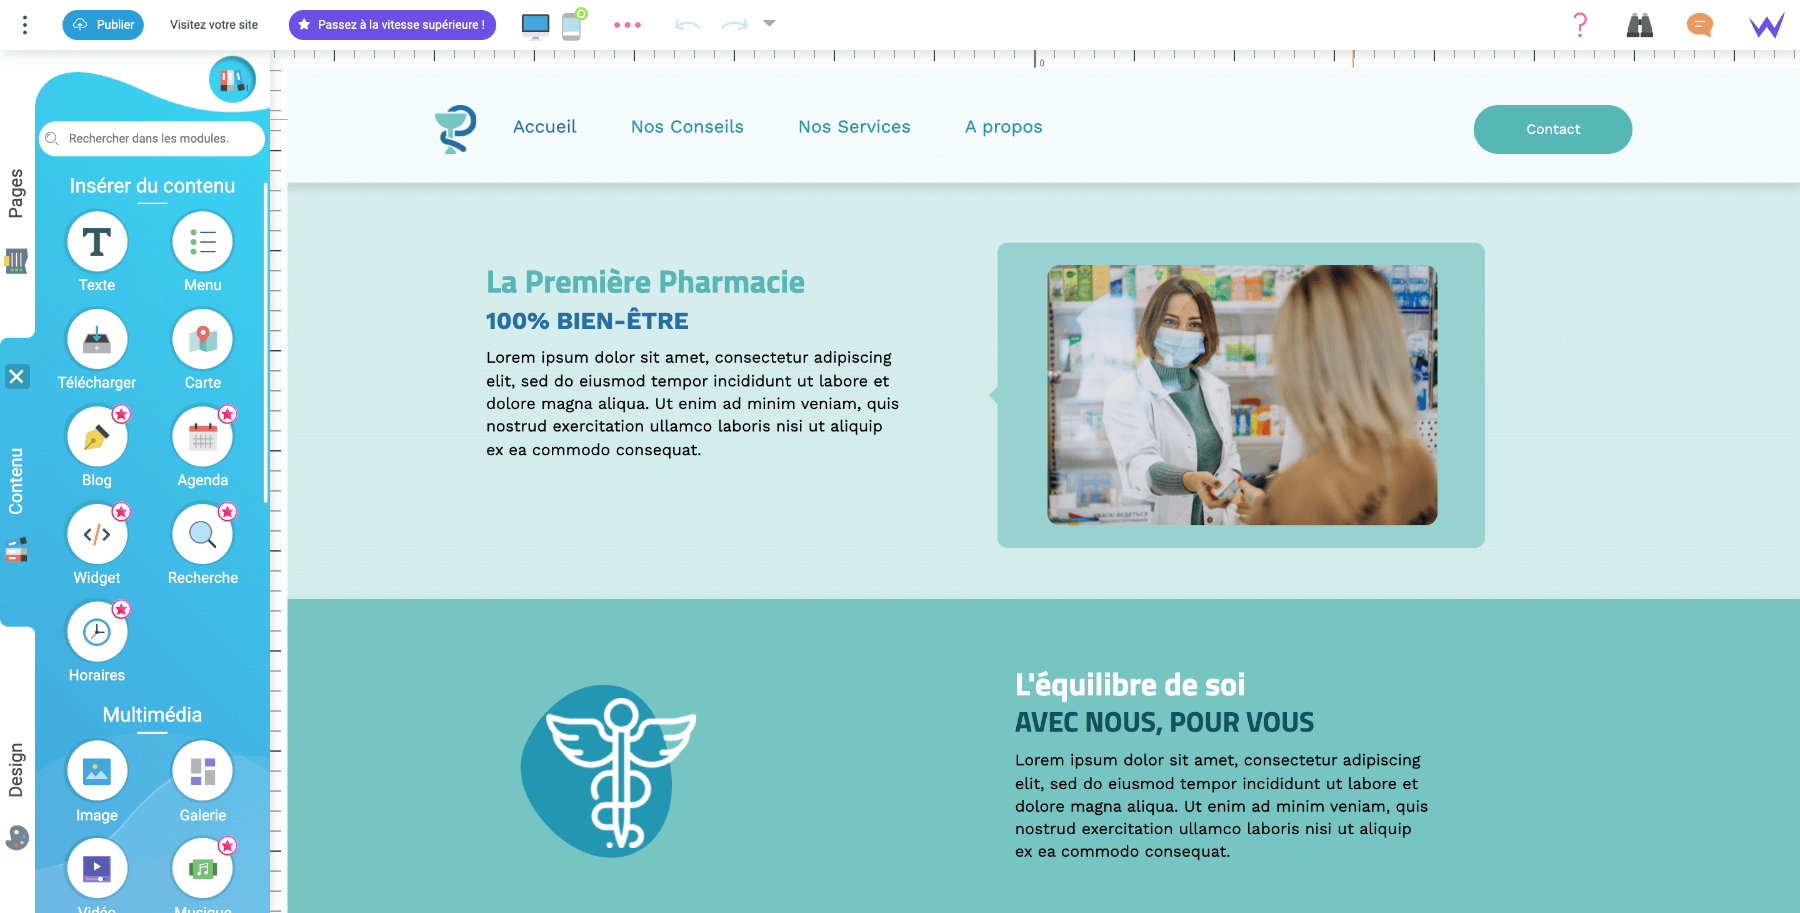 Publier
Visitez votre site
Passez à la vitesse supérieure !
0
Rechercher dans les modules.
Pages
Insérer du contenu
Texte
Menu
Télécharger
Carte
Contenu
Blog
Agenda
Widget
Recherche
Horaires
Multimédia
Design
Image
Galerie
Vidéo
Musique
Accueil
Nos Conseils
Nos Services
A propos
Contact
La Première Pharmacie
100% BIEN-ÊTRE
Lorem ipsum dolor sit amet, consectetur adipiscing
elit, sed do eiusmod tempor incididunt ut labore et
dolore magna aliqua. Ut enim ad minim veniam, quis
nostrud exercitation ullamco laboris nisi ut aliquip
ex ea commodo consequat.
L'équilibre de soi
AVEC NOUS, POUR VOUS
Lorem ipsum dolor sit amet, consectetur adipiscing
elit, sed do eiusmod tempor incididunt ut labore et
dolore magna aliqua. Ut enim ad minim veniam, quis
nostrud exercitation ullamco laboris nisi ut aliquip
ex ea commodo consequat.